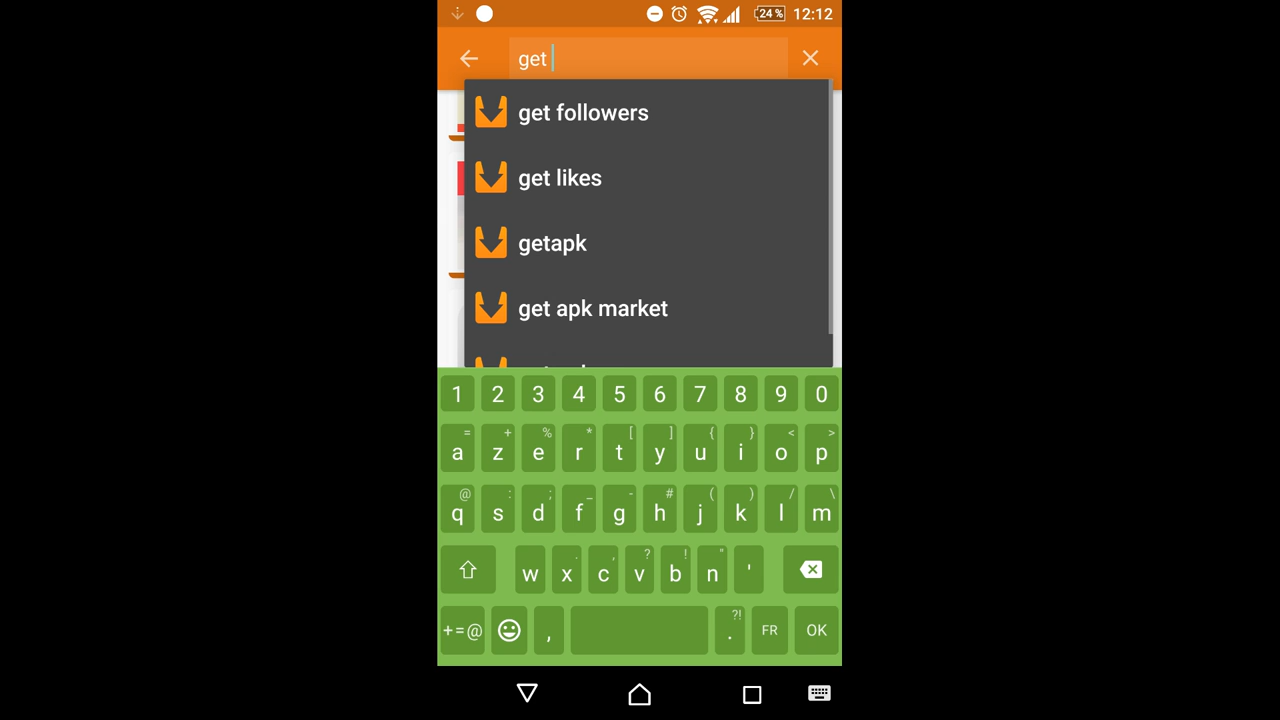 24 % 12:12
get
get followers
get likes
getapk
get apk market
1 2 3 4 5 6 7 8 9 0
= + % * [ ] { } < >
a z e r t y u i o p
@ : ; _ - # ( ) / \
q s d f g h j k l m
. , ? ! "
w x c v b n '
?!
+=@ , . FR OK